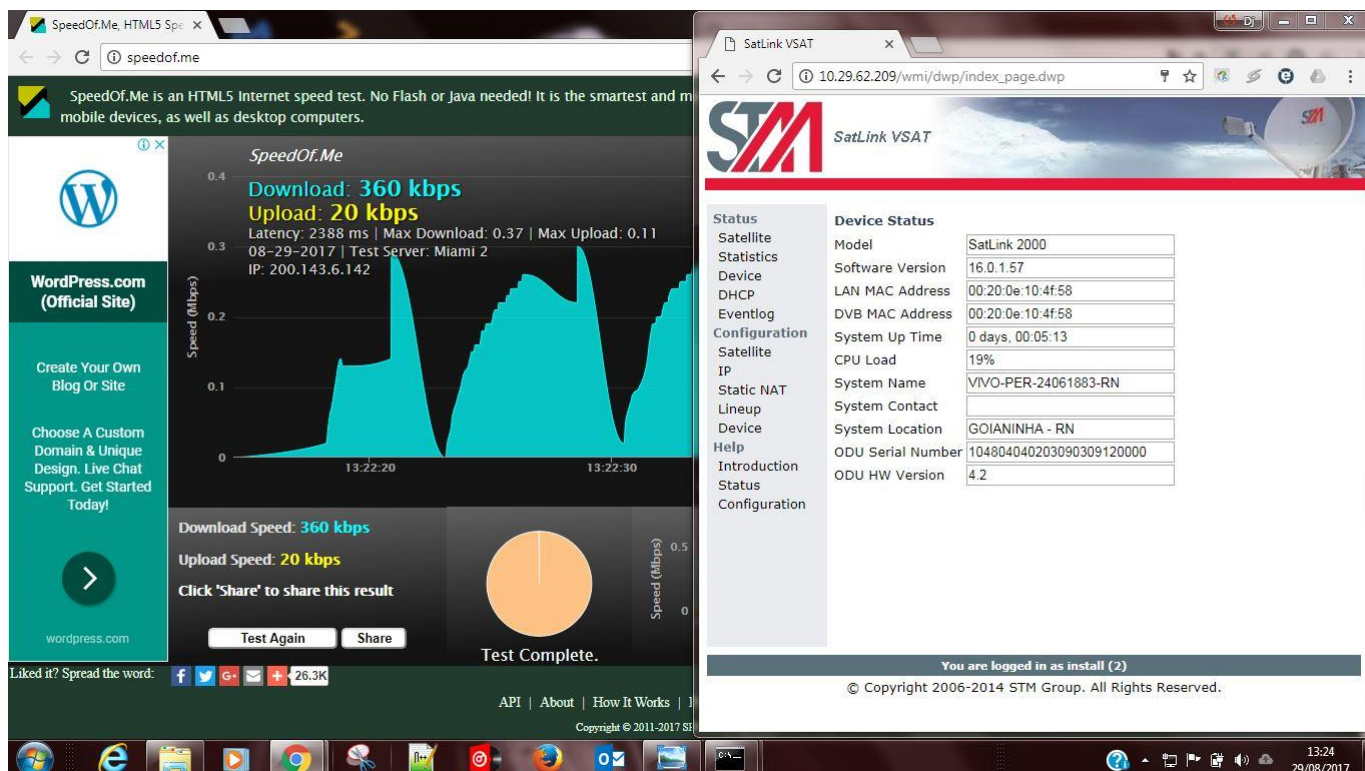 SpeedOf.Me, HTML5 Spe
speedof.me
SpeedOf.Me is an HTML5 Internet speed test. No Flash or Java needed! It is the smartest and m
mobile devices, as well as desktop computers.
WordPress.com
(Official Site)
Create Your Own
Blog Or Site
Choose A Custom
Domain & Unique
Design. Live Chat
Support. Get Started
Today!
wordpress.com
SpeedOf.Me
Download: 360 kbps
Upload: 20 kbps
Latency: 2388 ms | Max Download: 0.37 | Max Upload: 0.11
08-29-2017 | Test Server: Miami 2
IP: 200.143.6.142
Speed (Mbps)
0.4
0.3
0.2
0.1
0
13:22:20
13:22:30
Download Speed: 360 kbps
Upload Speed: 20 kbps
Click 'Share' to share this result
Test Again
Share
Test Complete.
Speed (Mbps)
0.5
0
Liked it? Spread the word:
26.3K
API | About | How It Works |
Copyright © 2011-2017
Dj
SatLink VSAT
10.29.62.209/wmi/dwp/index_page.dwp
STM
SatLink VSAT
STM
Status
Satellite
Statistics
Device
DHCP
Eventlog
Configuration
Satellite
IP
Static NAT
Lineup
Device
Help
Introduction
Status
Configuration
Device Status
Model SatLink 2000
Software Version 16.0.1.57
LAN MAC Address 00:20:0e:10:4f:58
DVB MAC Address 00:20:0e:10:4f:58
System Up Time 0 days, 00:05:13
CPU Load 19%
System Name VIVO-PER-24061883-RN
System Contact
System Location GOIANINHA - RN
ODU Serial Number 104804040203090309120000
ODU HW Version 4.2
You are logged in as install (2)
© Copyright 2006-2014 STM Group. All Rights Reserved.
13:24
29/08/2017